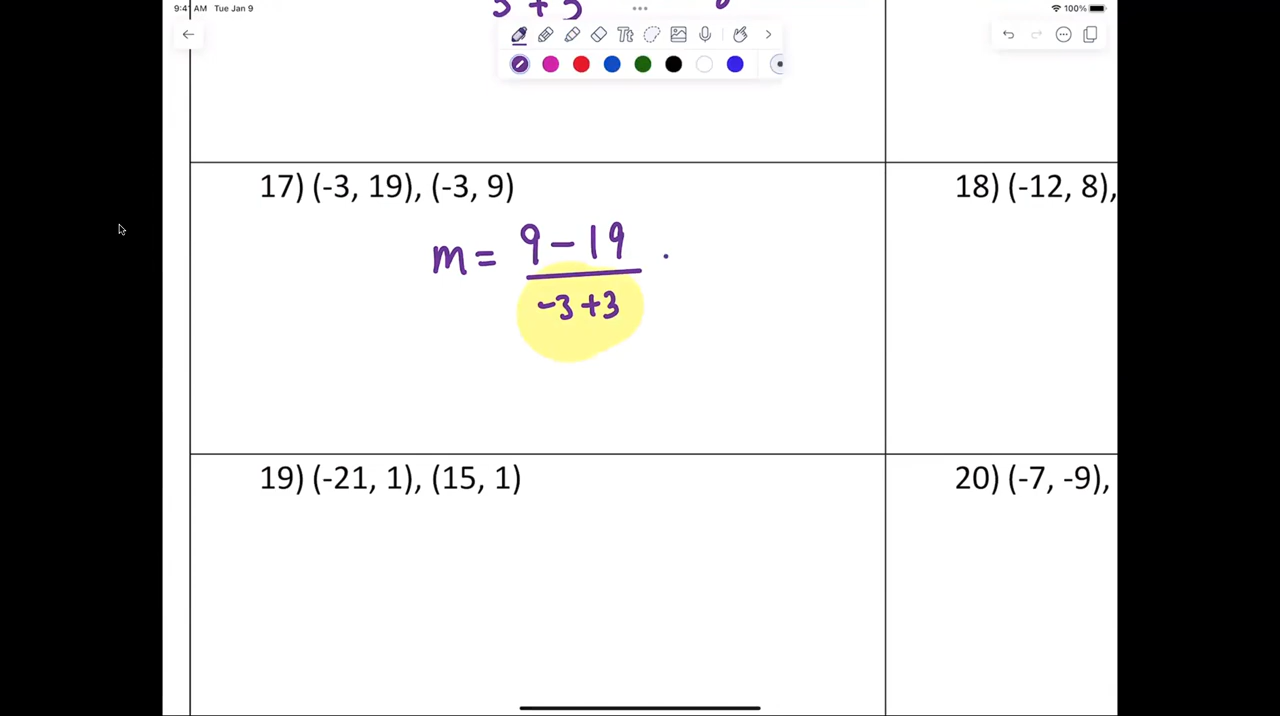 9:4 AM Tue Jan 9
100%
17) (-3, 19), (-3, 9)
18) (-12, 8),
m = 9 - 19
-3 + 3
19) (-21, 1), (15, 1)
20) (-7, -9),